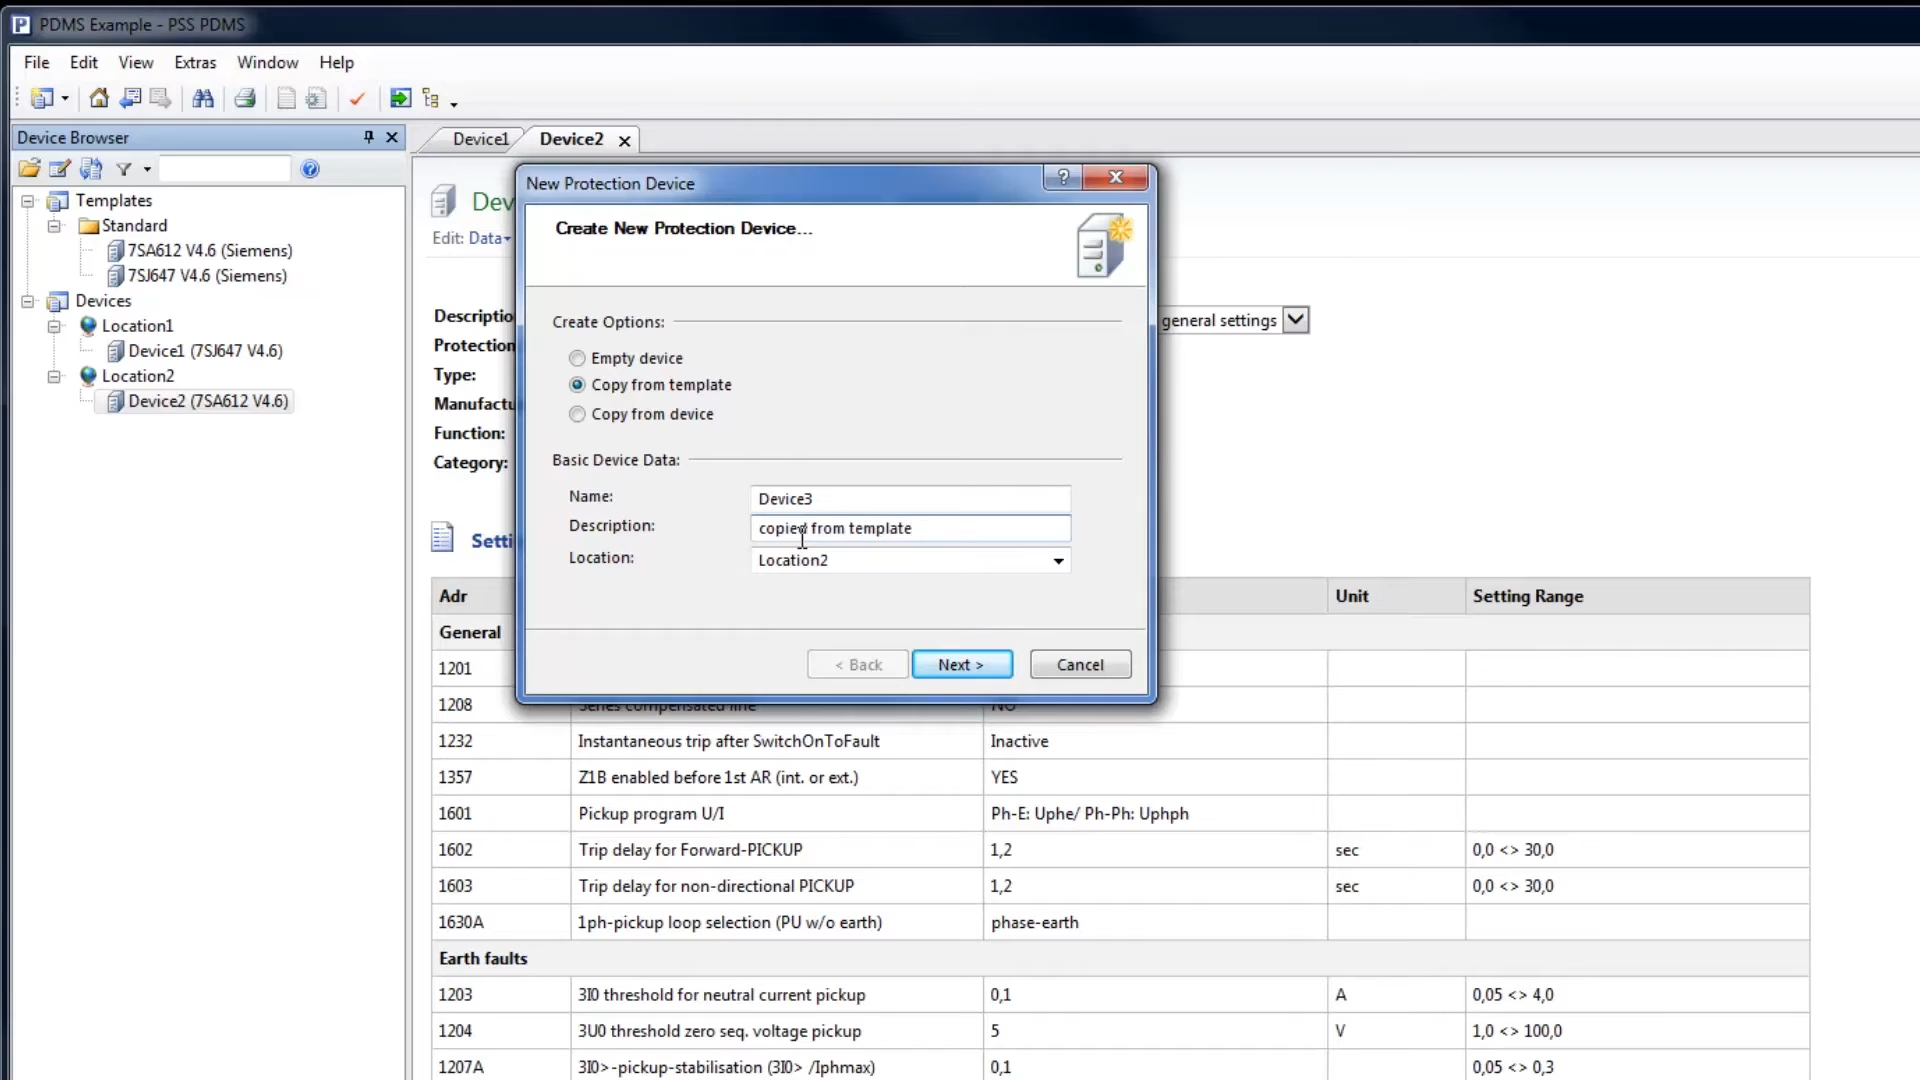 PDMS Example - PSS PDMS
File Edit View Extras Window Help
Device Browser
Device1 Device2
Templates
Standard
7SA612 V4.6 (Siemens)
7SJ647 V4.6 (Siemens)
Devices
Location1
Device1 (7SJ647 V4.6)
Location2
Device2 (7SA612 V4.6)
Dev
Edit: Data
Descriptio
general settings
Protection
Type:
Manufactu
Function:
Category:
Setti
New Protection Device
Create New Protection Device...
Create Options:
Empty device
Copy from template
Copy from device
Basic Device Data:
Name: Device3
Description: copied from template
Location: Location2
< Back Next > Cancel
Adr Unit Setting Range
General
1201
1208 Series compensated line NO
1232 Instantaneous trip after SwitchOnToFault Inactive
1357 Z1B enabled before 1st AR (int. or ext.) YES
1601 Pickup program U/I Ph-E: Uphe/ Ph-Ph: Uphph
1602 Trip delay for Forward-PICKUP 1,2 sec 0,0 <> 30,0
1603 Trip delay for non-directional PICKUP 1,2 sec 0,0 <> 30,0
1630A 1ph-pickup loop selection (PU w/o earth) phase-earth
Earth faults
1203 3I0 threshold for neutral current pickup 0,1 A 0,05 <> 4,0
1204 3U0 threshold zero seq. voltage pickup 5 V 1,0 <> 100,0
1207A 3I0>-pickup-stabilisation (3I0> /Iphmax) 0,1 0,05 <> 0,3